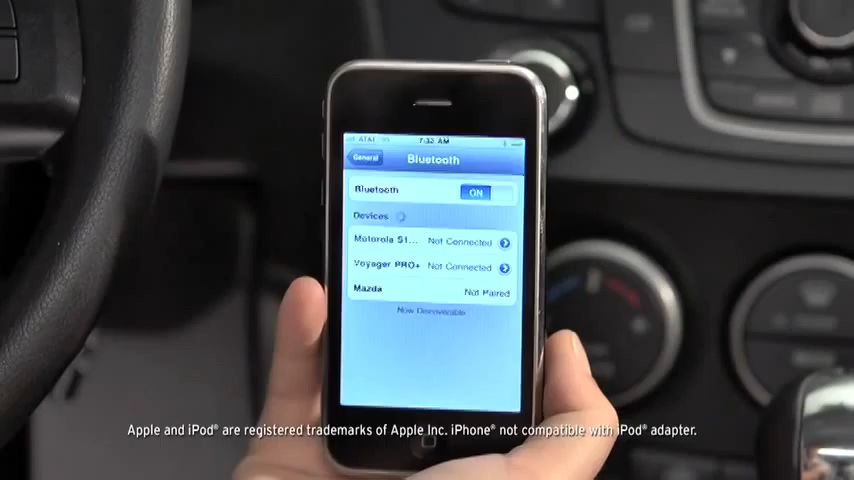 AT&T 3G 7:32 AM
General Bluetooth
Bluetooth ON
Devices
Motorola S1... Not Connected
Voyager PRO+ Not Connected
Mazda Not Paired
Now Discoverable
Apple and iPod® are registered trademarks of Apple Inc. iPhone® not compatible with iPod® adapter.